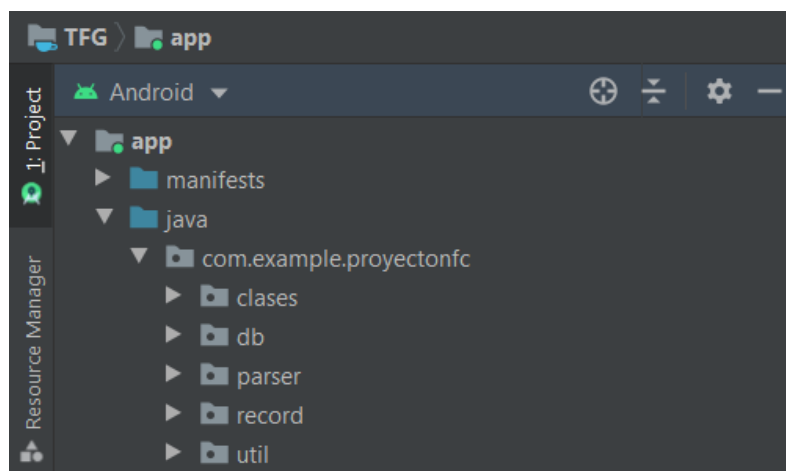 TFG app
1: Project
Android
app
manifests
java
com.example.proyectonfc
clases
db
parser
record
util
Resource Manager